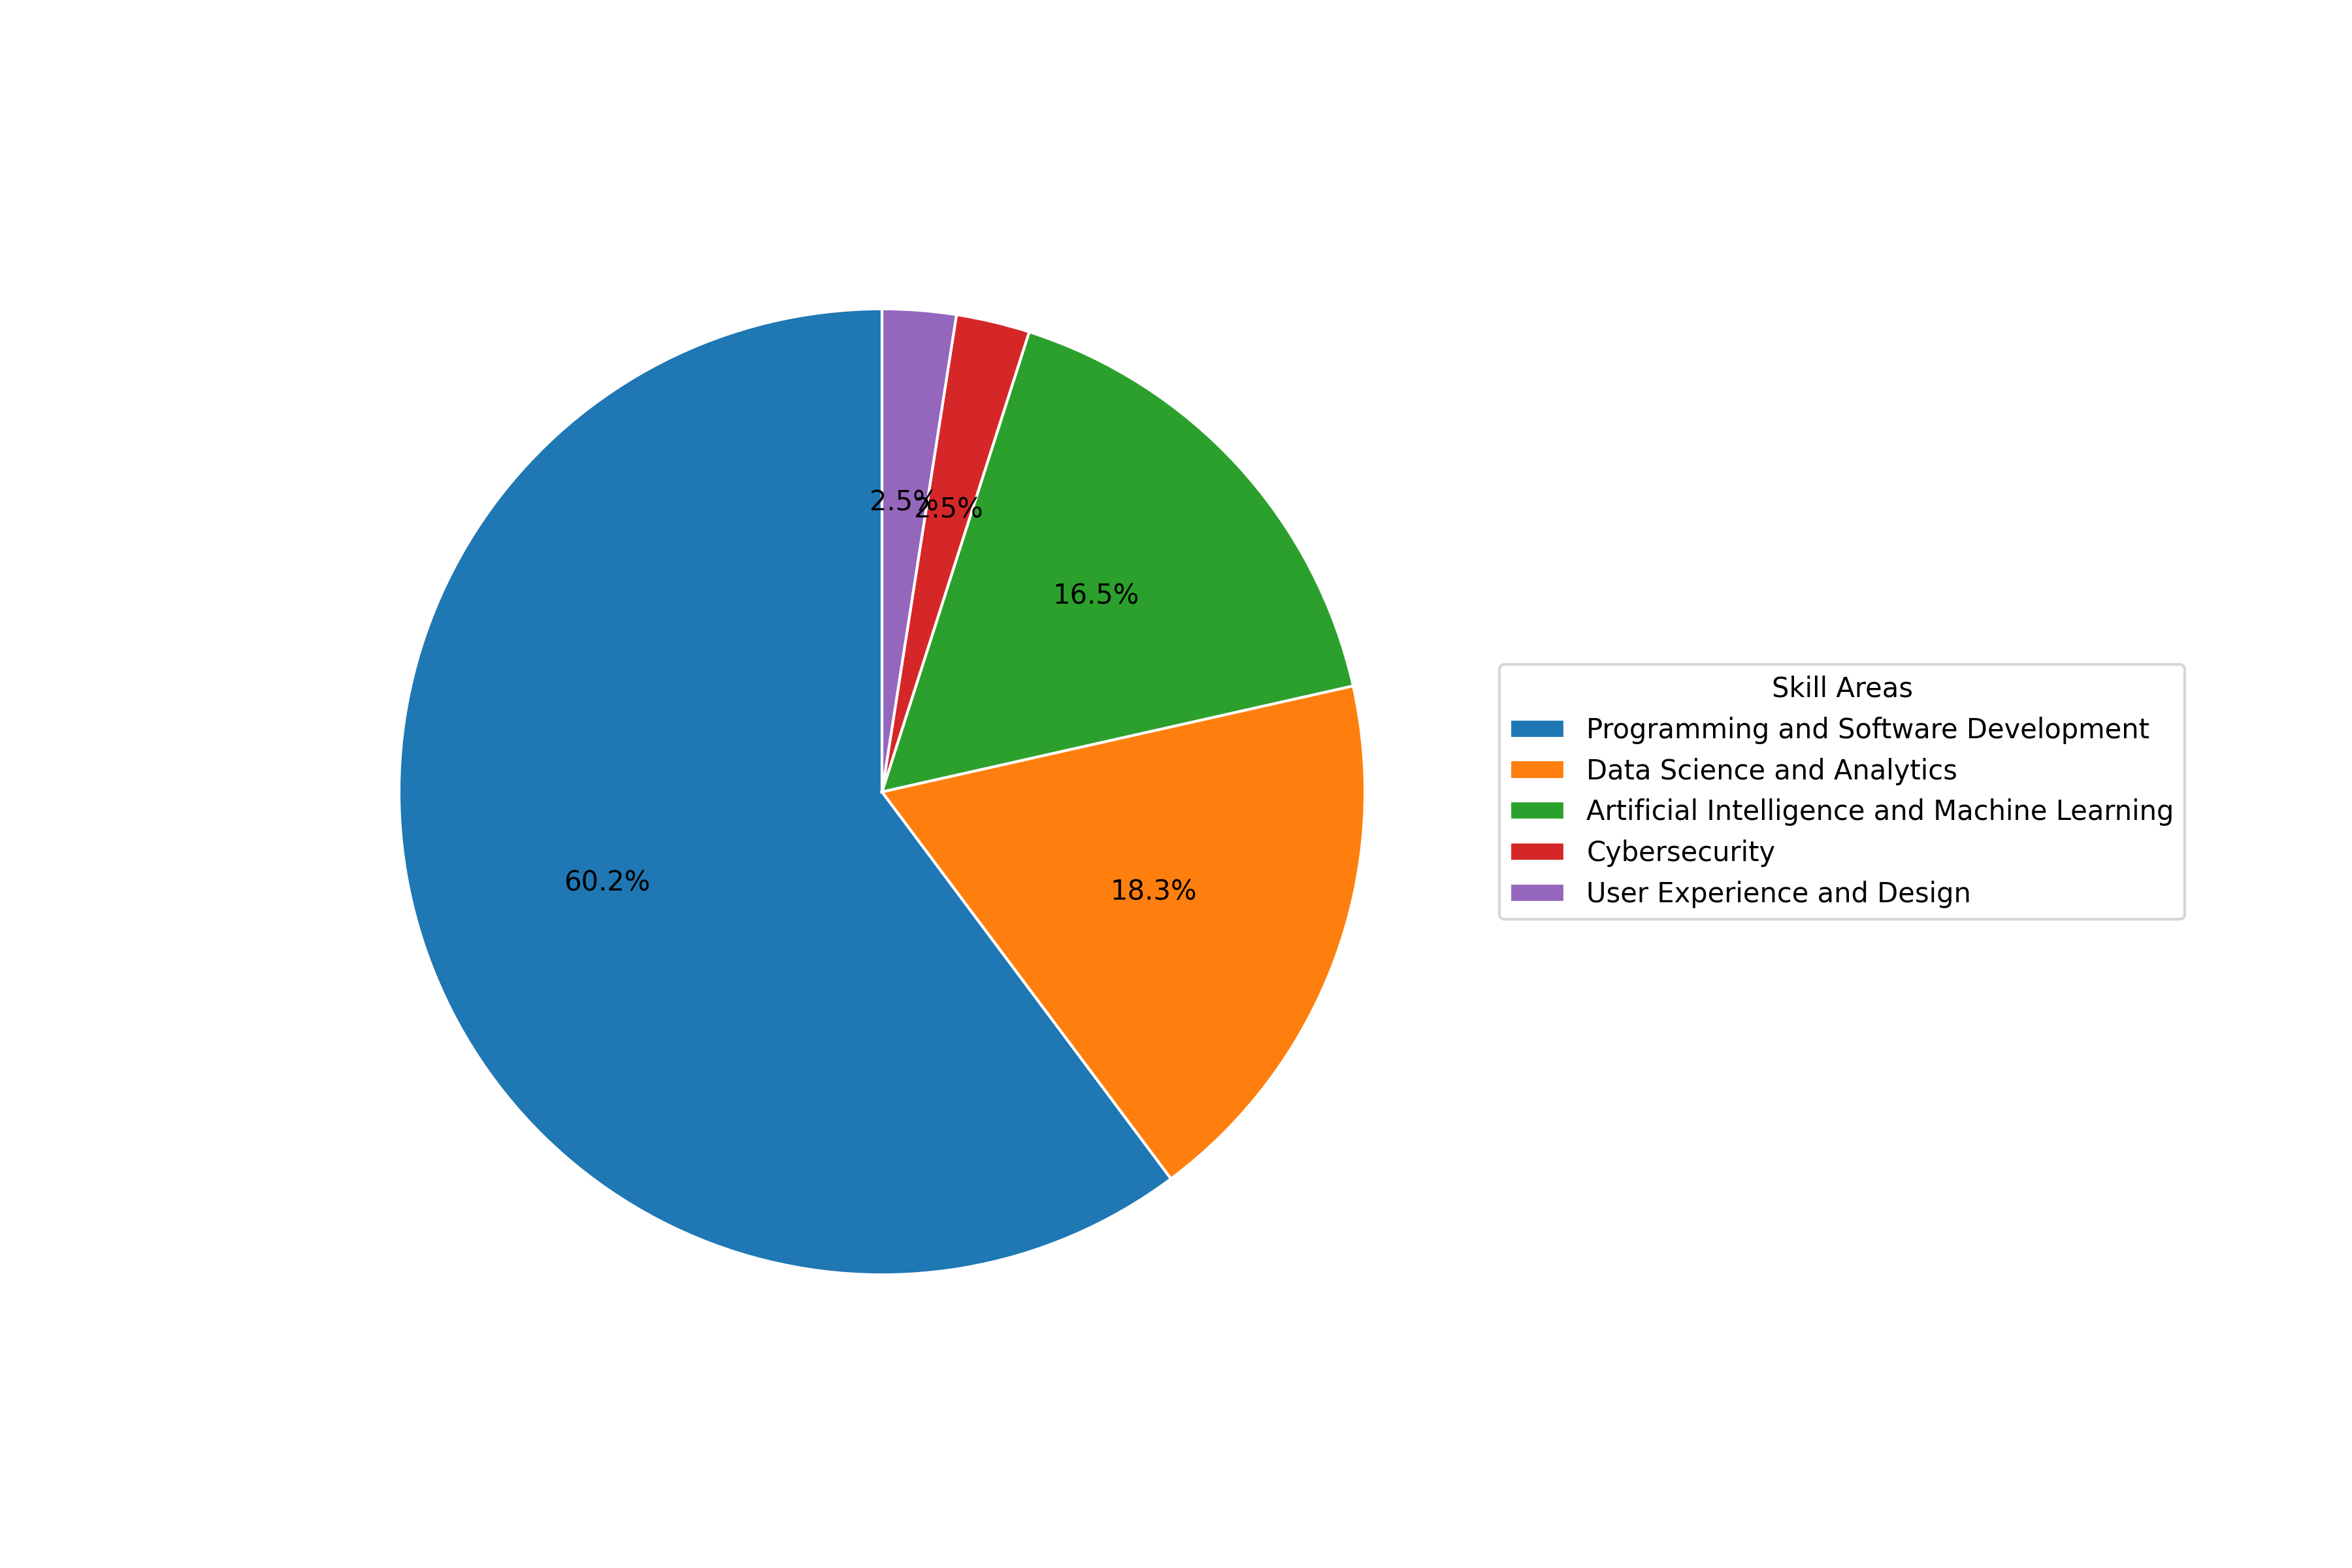 2.5%
2.5%
16.5%
60.2%
18.3%
Skill Areas
Programming and Software Development
Data Science and Analytics
Artificial Intelligence and Machine Learning
Cybersecurity
User Experience and Design